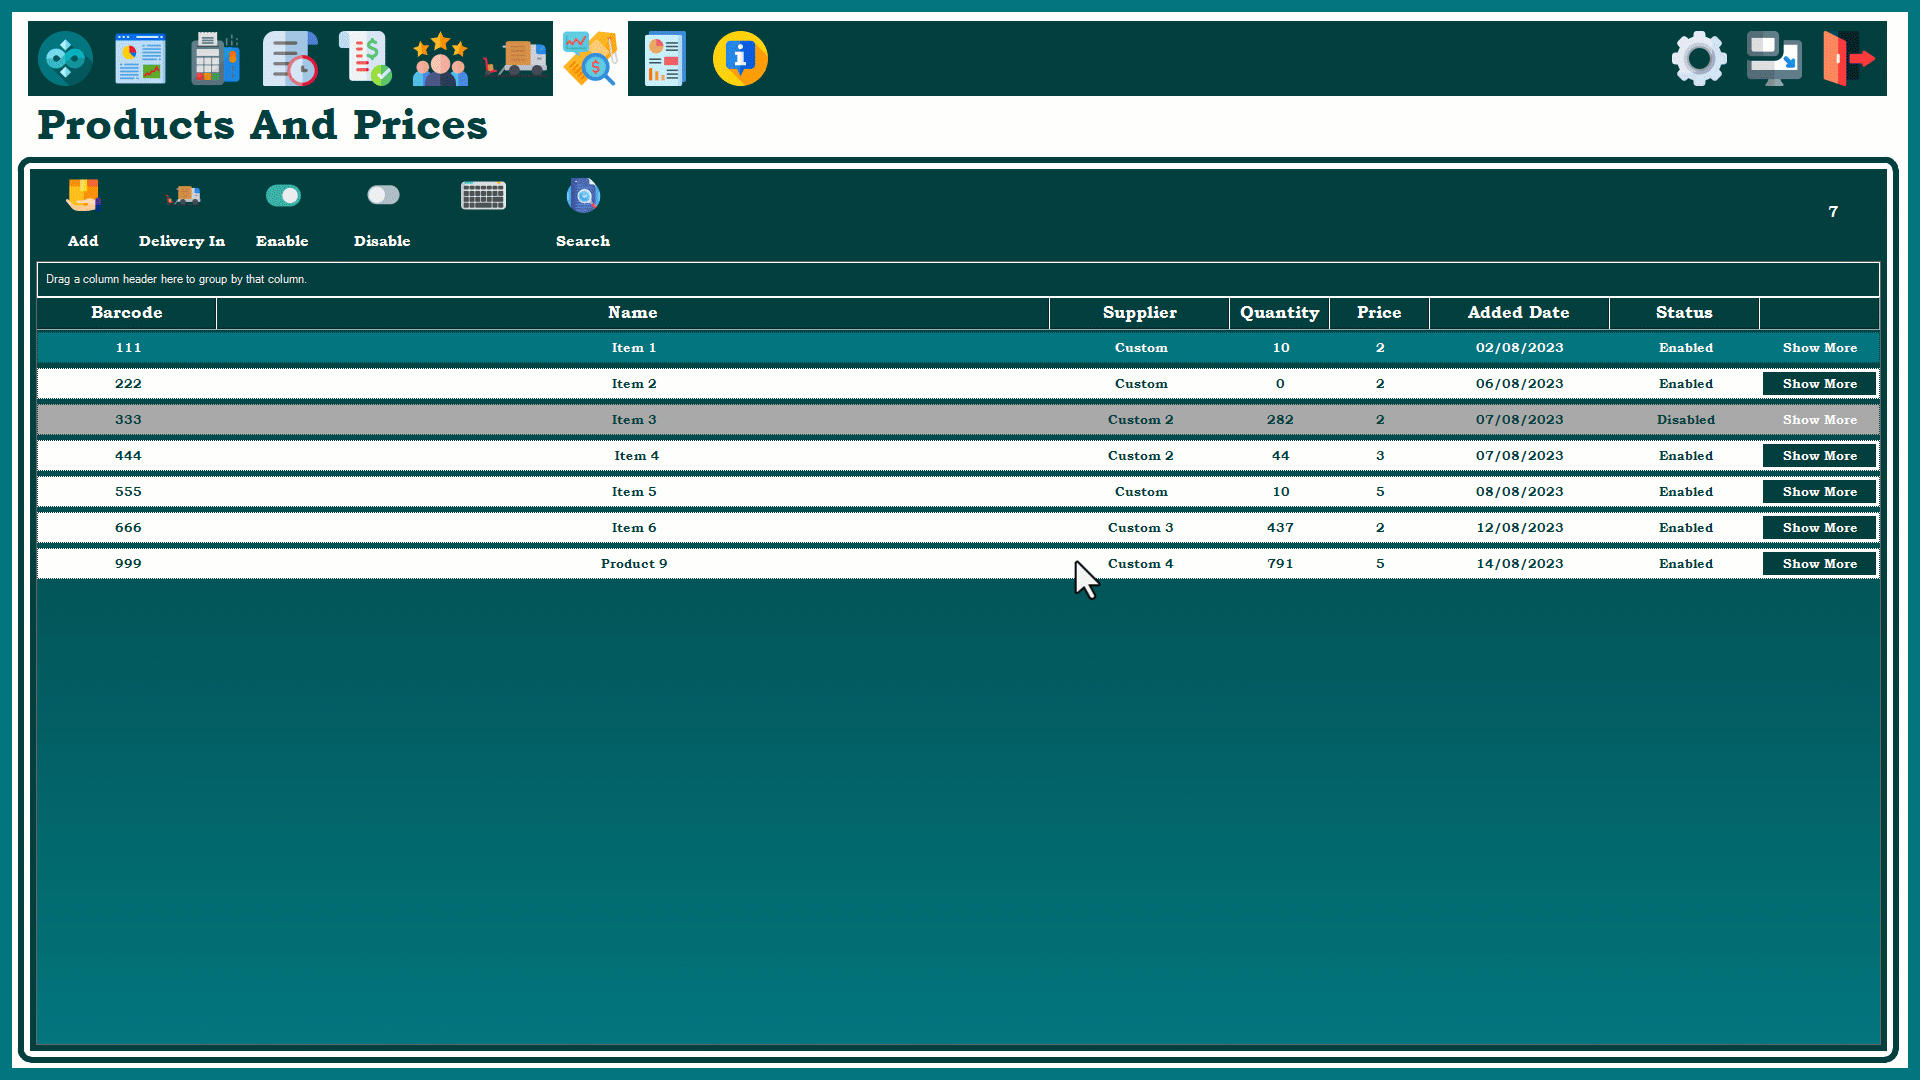 Products And Prices
7
Add Delivery In Enable Disable Search
Drag a column header here to group by that column.
Barcode Name Supplier Quantity Price Added Date Status
111 Item 1 Custom 10 2 02/08/2023 Enabled Show More
222 Item 2 Custom 0 2 06/08/2023 Enabled Show More
333 Item 3 Custom 2 282 2 07/08/2023 Disabled Show More
444 Item 4 Custom 2 44 3 07/08/2023 Enabled Show More
555 Item 5 Custom 10 5 08/08/2023 Enabled Show More
666 Item 6 Custom 3 437 2 12/08/2023 Enabled Show More
999 Product 9 Custom 4 791 5 14/08/2023 Enabled Show More